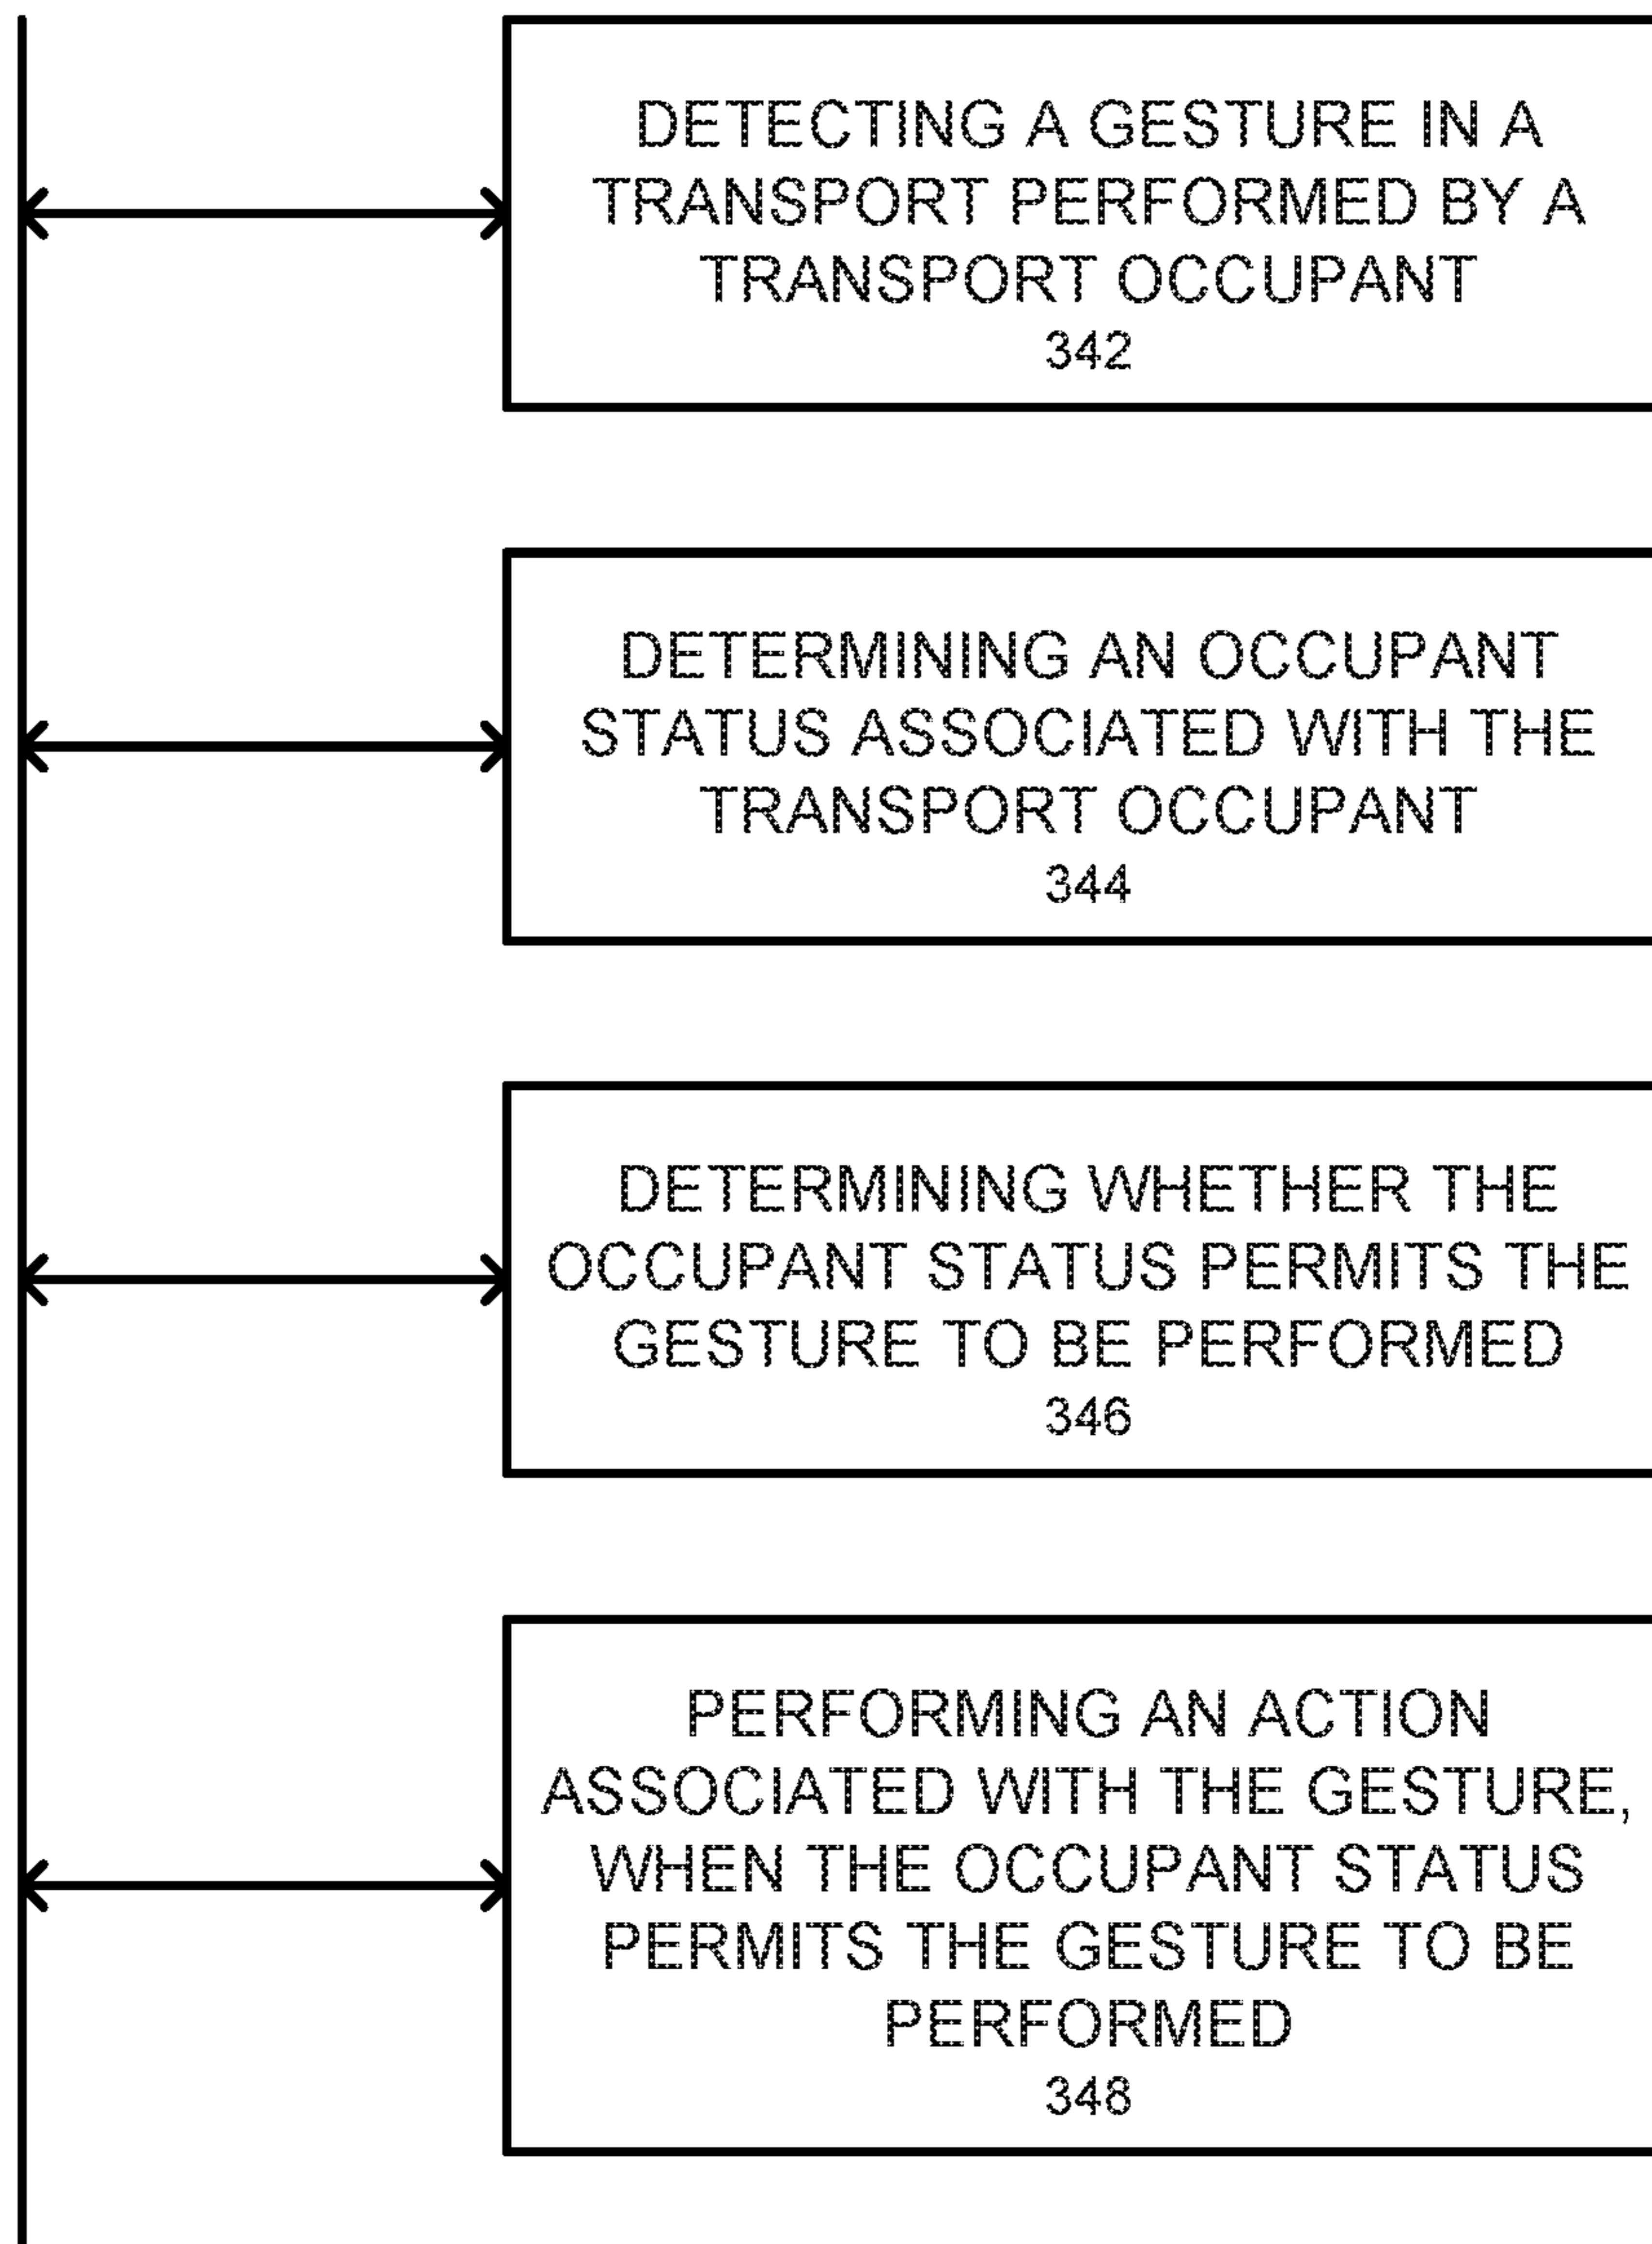 DETECTING A GESTURE IN A
TRANSPORT PERFORMED BY A
TRANSPORT OCCUPANT
342
DETERMINING AN OCCUPANT
STATUS ASSOCIATED WITH THE
TRANSPORT OCCUPANT
344
DETERMINING WHETHER THE
OCCUPANT STATUS PERMITS THE
GESTURE TO BE PERFORMED
346
PERFORMING AN ACTION
ASSOCIATED WITH THE GESTURE,
WHEN THE OCCUPANT STATUS
PERMITS THE GESTURE TO BE
PERFORMED
348